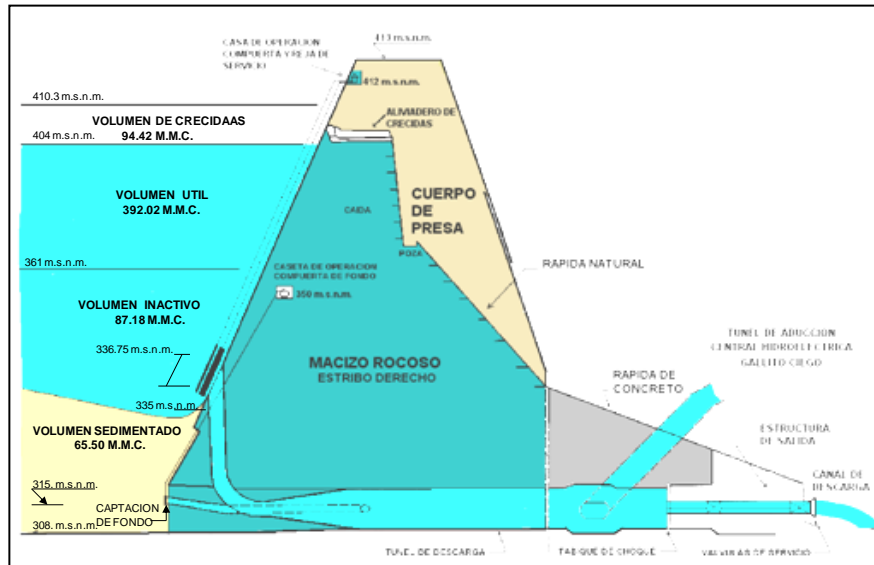 413 m.s.n.m.
CASA DE OPERACION
COMPUERTA Y REJA DE
SERVICIO
412 m.s.n.m.
410.3 m.s.n.m.
VOLUMEN DE CRECIDAAS
94.42 M.M.C.
404 m.s.n.m.
ALIVIADERO DE
CRECIDAS
VOLUMEN UTIL
392.02 M.M.C.
CUERPO
DE
PRESA
CAIDA
POZA
361 m.s.n.m.
CASETA DE OPERACION
COMPUERTA DE FONDO
350 m.s.n.m.
RAPIDA NATURAL
VOLUMEN INACTIVO
87.18 M.M.C.
336.75 m.s.n.m.
TUNEL DE ADUCCION
CENTRAL HIDROELECTRICA
GALLITO CIEGO
MACIZO ROCOSO
ESTRIBO DERECHO
RAPIDA DE
CONCRETO
335 m.s.n.m.
VOLUMEN SEDIMENTADO
65.50 M.M.C.
ESTRUCTURA
DE SALIDA
CANAL DE
DESCARGA
315. m.s.n.m.
CAPTACION
DE FONDO
308. m.s.n.m.
TUNEL DE DESCARGA
TABIQUE DE CHOQUE
VALVULAS DE SERVICIO